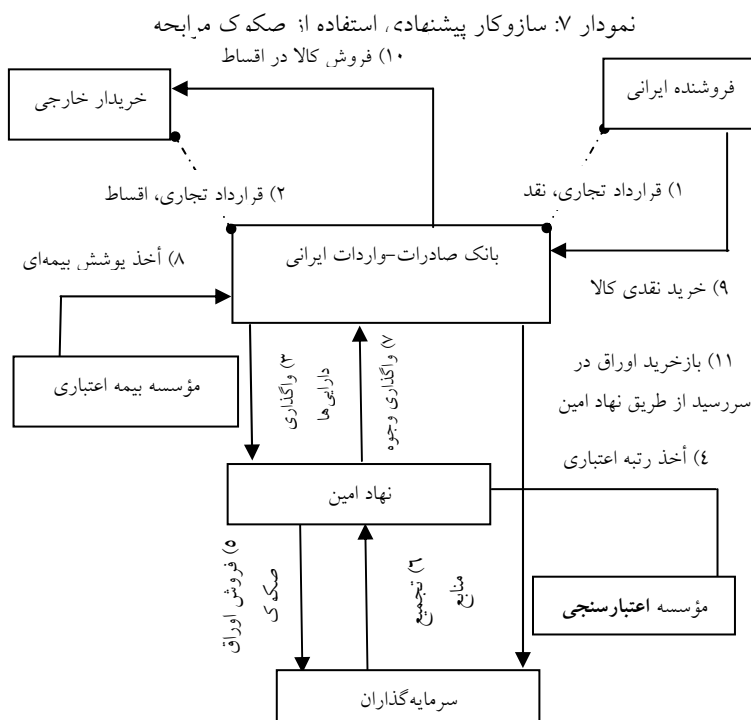 نمودار ۷: سازوکار پیشنهادی استفاده از صکوک مرابحه
۱۰) فروش کالا در اقساط
فروشنده ایرانی
خریدار خارجی
۱) قرارداد تجاری، نقد
۲) قرارداد تجاری، اقساط
بانک صادرات-واردات ایرانی
۸) أخذ پوشش بیمه‌ای
۹) خرید نقدی کالا
مؤسسه بیمه اعتباری
۳) واگذاری
دارایی‌ها
۷) واگذاری وجوه
۱۱) بازخرید اوراق در
سررسید از طریق نهاد امین
۴) أخذ رتبه اعتباری
نهاد امین
۵) فروش اوراق
صکوک
۶) تجمیع
منابع
مؤسسه اعتبارسنجی
سرمایه‌گذاران